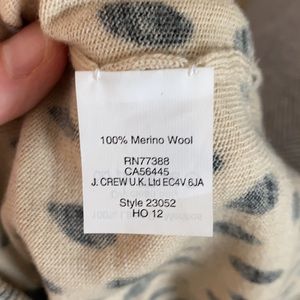 100% Merino Wool
RN77388
CA56445
J. CREW U.K. Ltd EC4V 6JA
Style 23052
HO 12